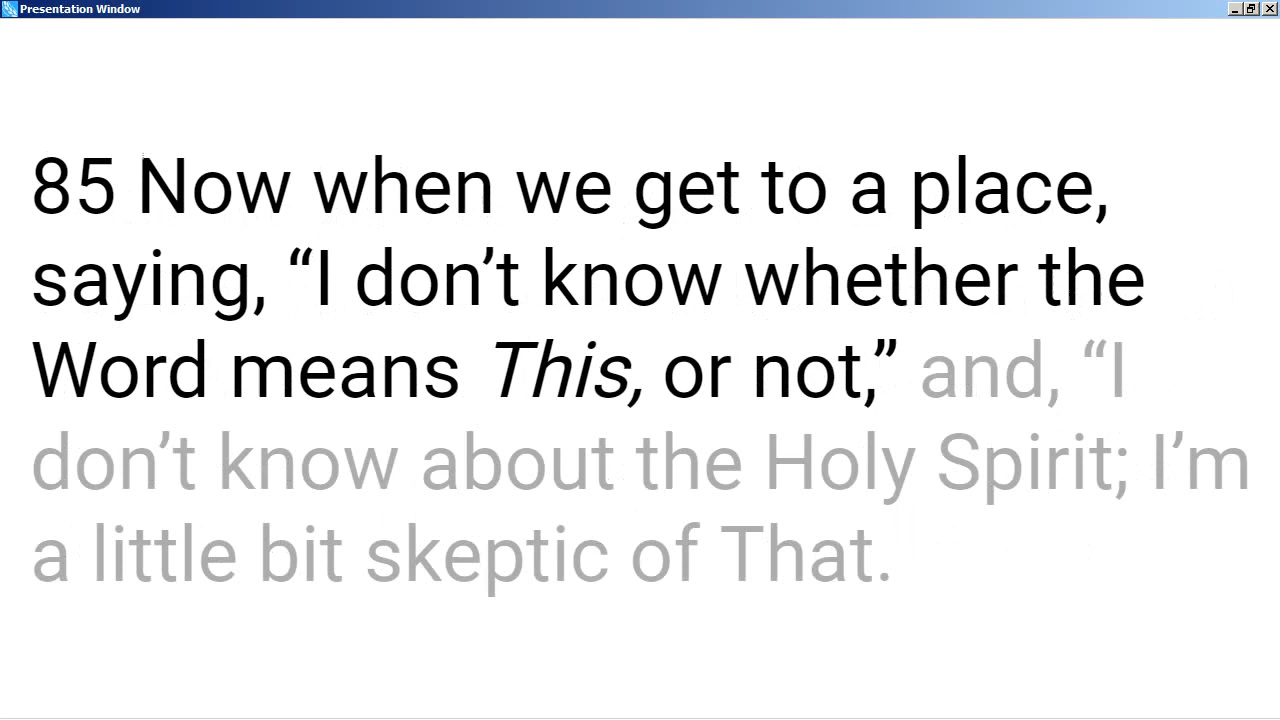 Presentation Window
85 Now when we get to a place,
saying, “I don’t know whether the
Word means This, or not,” and, “I
don’t know about the Holy Spirit; I’m
a little bit skeptic of That.